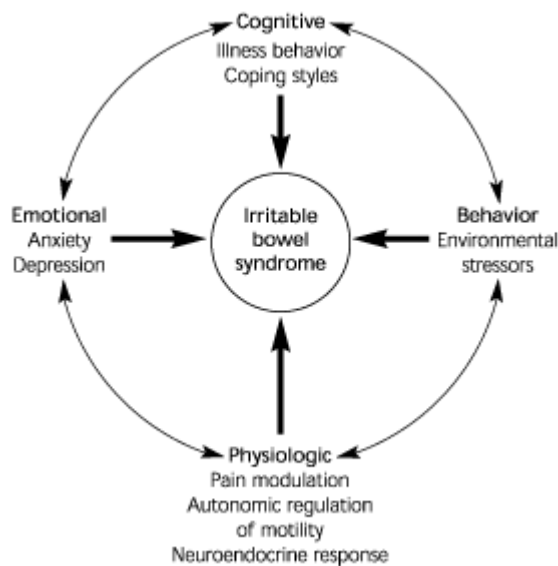 Cognitive
Illness behavior
Coping styles
Emotional
Anxiety
Depression
Irritable
bowel
syndrome
Behavior
Environmental
stressors
Physiologic
Pain modulation
Autonomic regulation
of motility
Neuroendocrine response